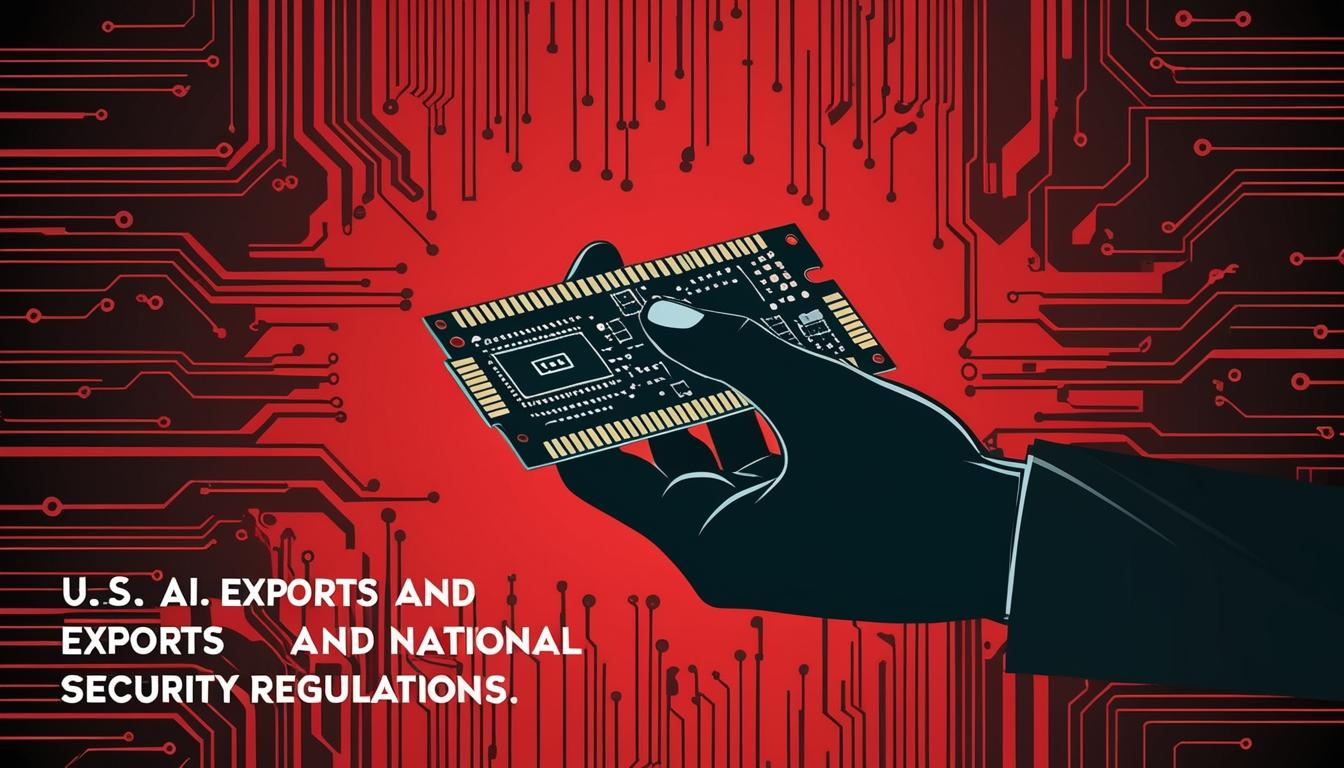 U.S. AI. EXPORTS AND
EXPORTS AND NATIONAL
SECURITY REGULATIONS.